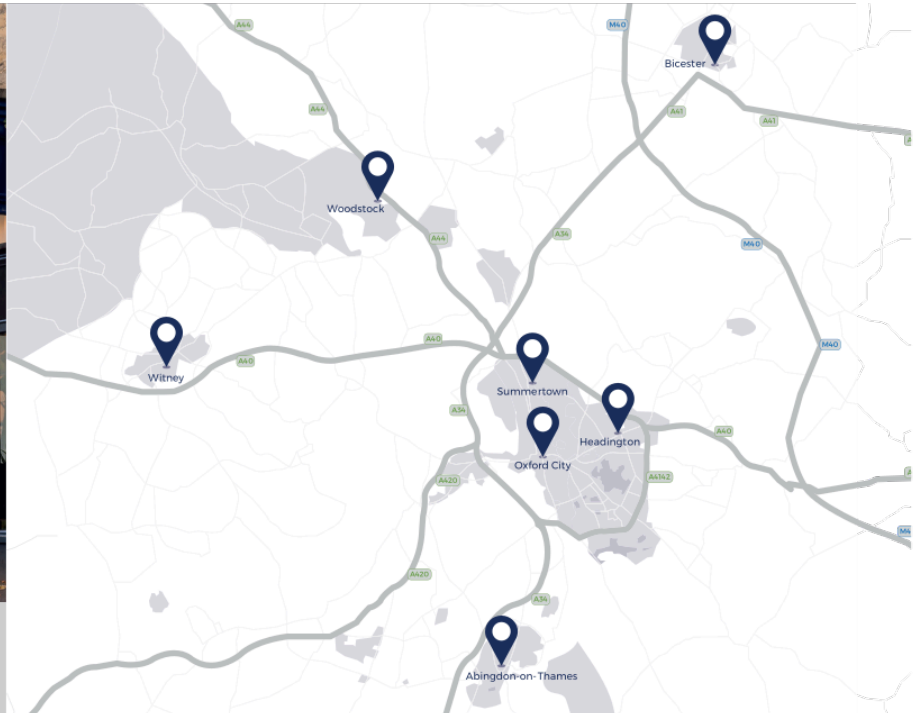 A44
M40
Bicester
A44
A41
A41
Woodstock
A44
A34
M40
A40
A40
M40
Witney
Summertown
A34
Headington
A40
Oxford City
A420
A4142
A420
A34
Abingdon-on-Thames